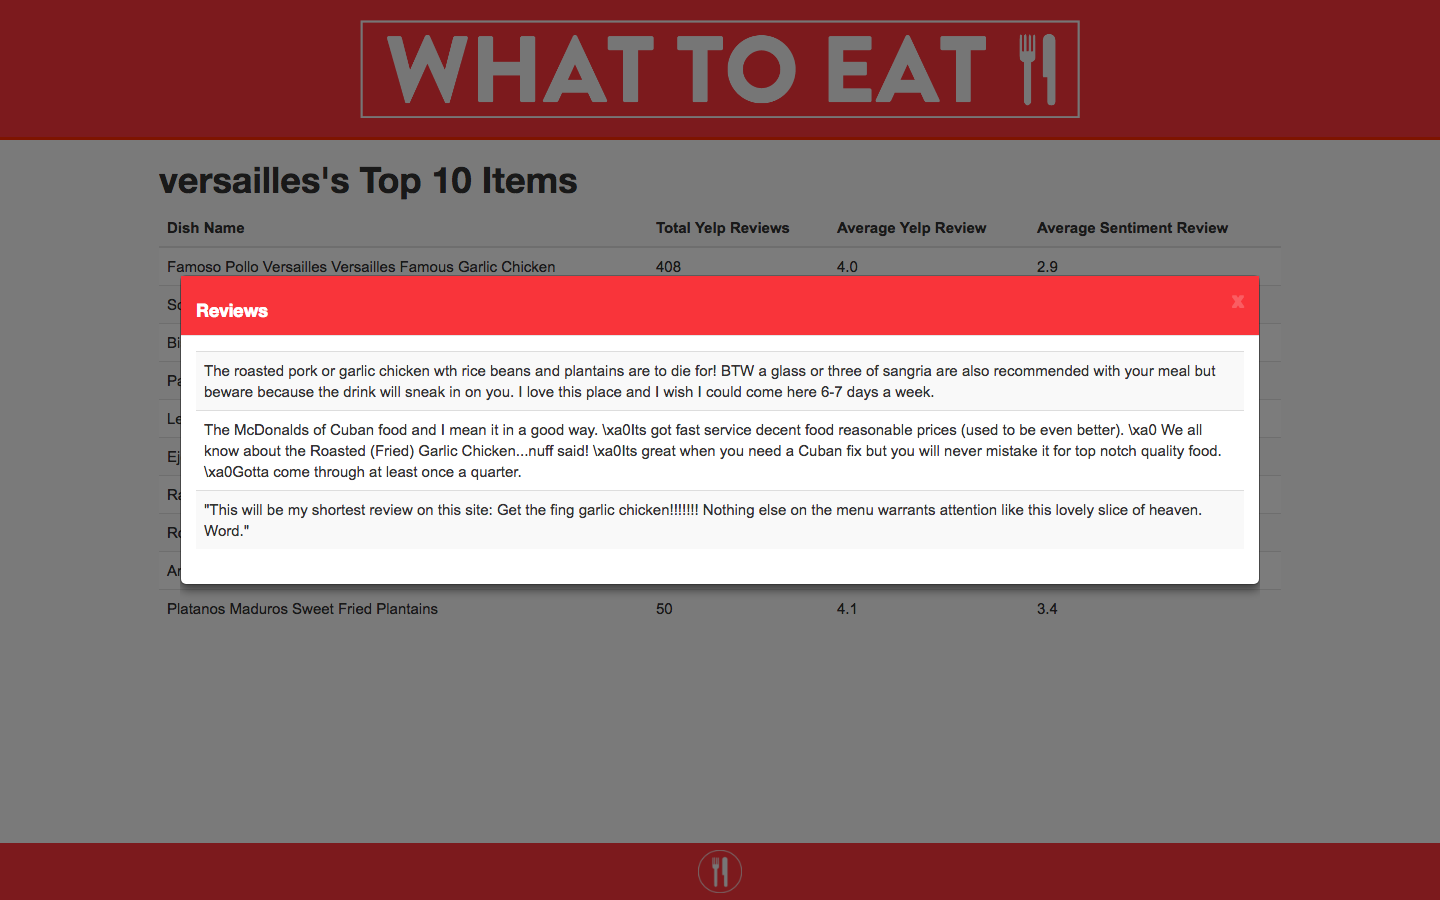 WHAT TO EAT
versailles's Top 10 Items
Dish Name Total Yelp Reviews Average Yelp Review Average Sentiment Review
Famoso Pollo Versailles Versailles Famous Garlic Chicken 408 4.0 2.9
Reviews x
The roasted pork or garlic chicken wth rice beans and plantains are to die for! BTW a glass or three of sangria are also recommended with your meal but
beware because the drink will sneak in on you. I love this place and I wish I could come here 6-7 days a week.
The McDonalds of Cuban food and I mean it in a good way. \xa0Its got fast service decent food reasonable prices (used to be even better). \xa0 We all
know about the Roasted (Fried) Garlic Chicken...nuff said! \xa0Its great when you need a Cuban fix but you will never mistake it for top notch quality food.
\xa0Gotta come through at least once a quarter.
"This will be my shortest review on this site: Get the fing garlic chicken!!!!!!! Nothing else on the menu warrants attention like this lovely slice of heaven.
Word."
Platanos Maduros Sweet Fried Plantains 50 4.1 3.4